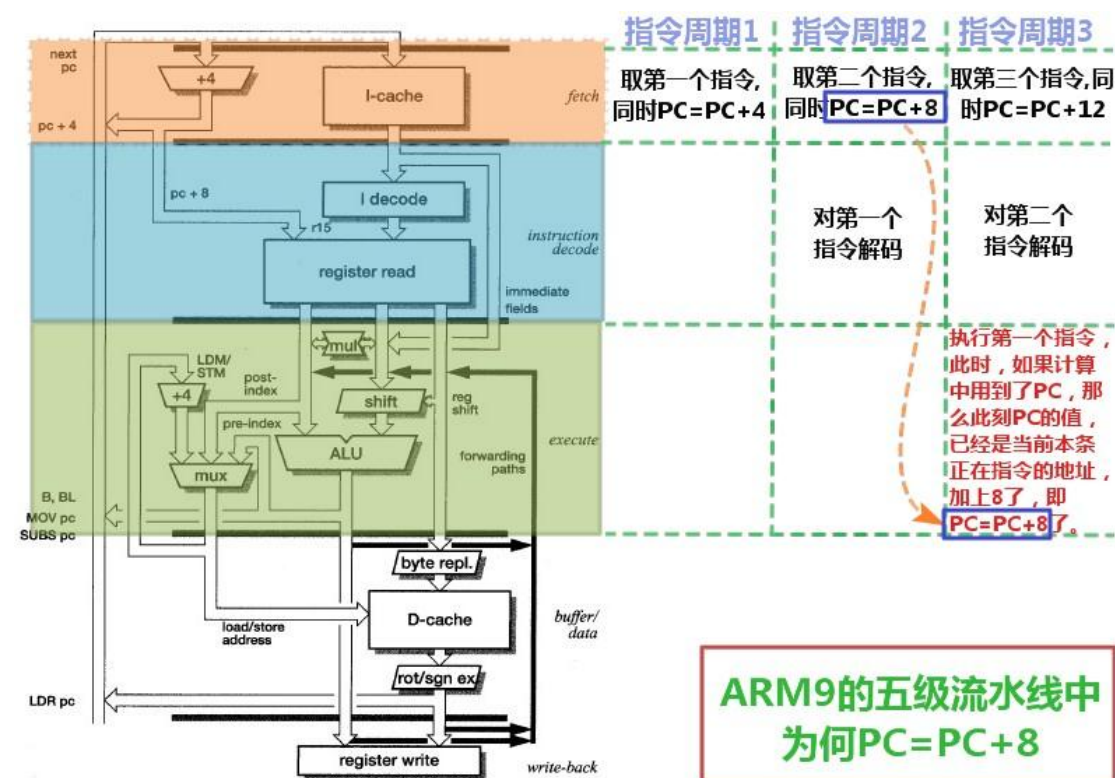 指令周期1
指令周期2
指令周期3
next
pc
+4
I-cache
fetch
pc + 4
取第一个指令,
同时PC=PC+4
取第二个指令,
同时PC=PC+8
取第三个指令,同
时PC=PC+12
pc + 8
I decode
r15
instruction
decode
register read
immediate
fields
对第一个
指令解码
对第二个
指令解码
mul
LDM/
STM
+4
post-
index
shift
reg
shift
pre-index
ALU
execute
forwarding
paths
mux
B, BL
MOV pc
SUBS pc
执行第一个指令，
此时，如果计算
中用到了PC，那
么此刻PC的值，
已经是当前本条
正在指令的地址，
加上8了，即
PC=PC+8了。
byte repl.
D-cache
buffer/
data
load/store
address
rot/sgn ex
LDR pc
register write
write-back
ARM9的五级流水线中
为何PC=PC+8